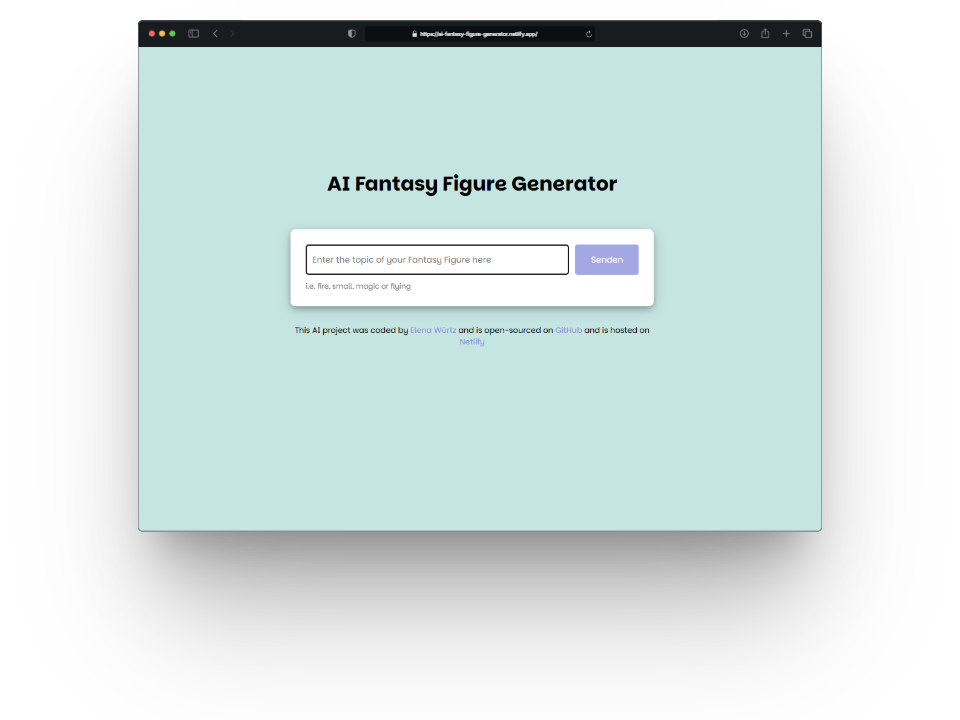 https://ai-fantasy-figure-generator.netlify.app/
AI Fantasy Figure Generator
Enter the topic of your Fantasy Figure here
Senden
i.e. fire, small, magic or flying
This AI project was coded by Elena Würtz and is open-sourced on GitHub and is hosted on
Netlify